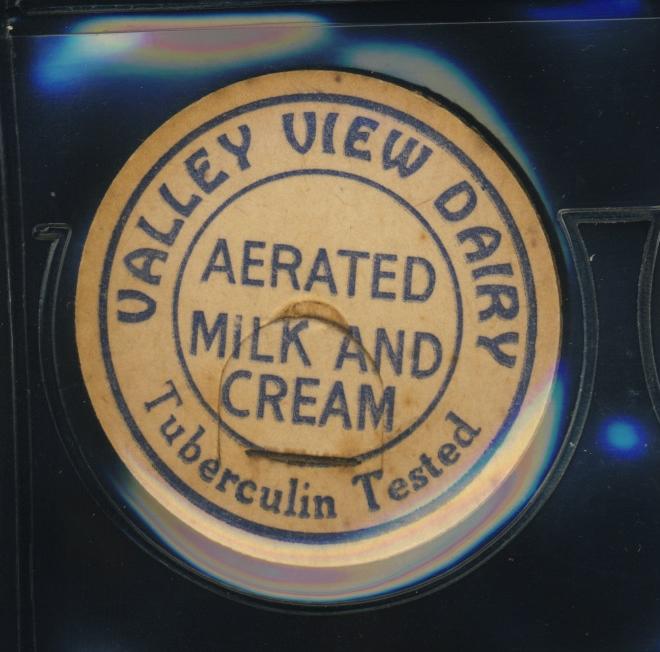 VALLEY VIEW DAIRY
AERATED
MILK AND
CREAM
Tuberculin Tested